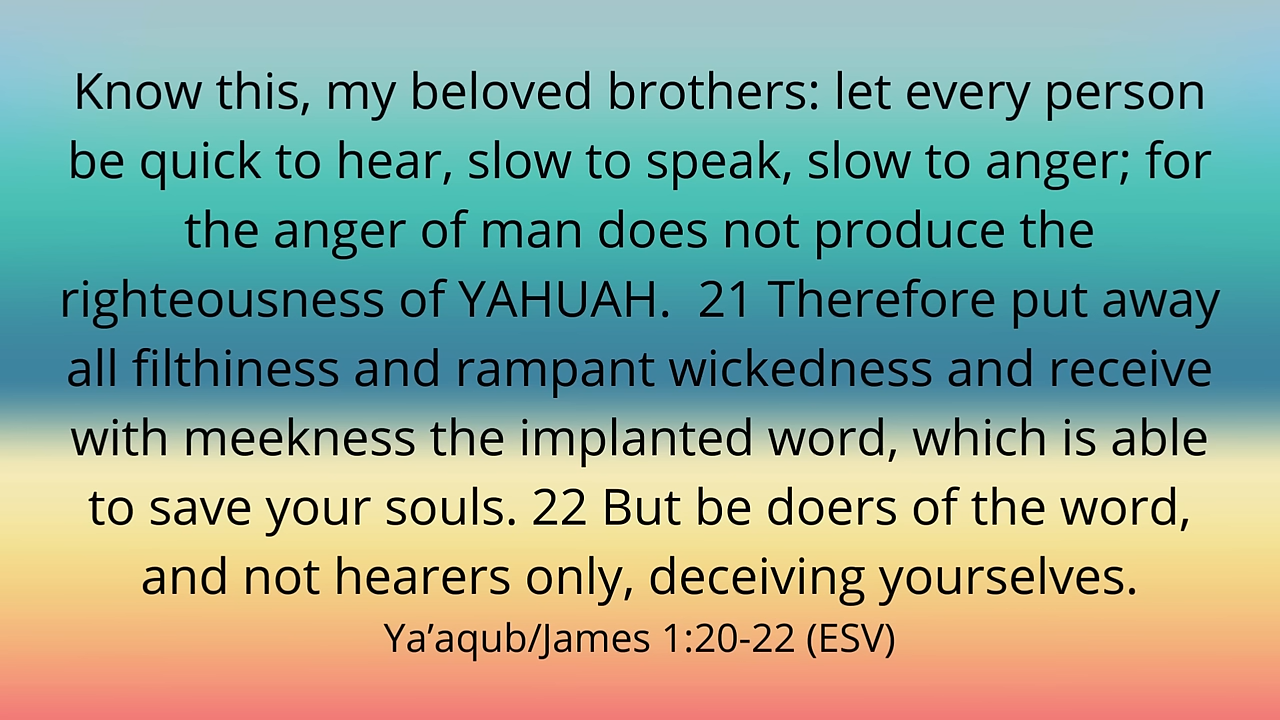 Know this, my beloved brothers: let every person
be quick to hear, slow to speak, slow to anger; for
the anger of man does not produce the
righteousness of YAHUAH.  21 Therefore put away
all filthiness and rampant wickedness and receive
with meekness the implanted word, which is able
to save your souls. 22 But be doers of the word,
and not hearers only, deceiving yourselves.
Ya’aqub/James 1:20-22 (ESV)